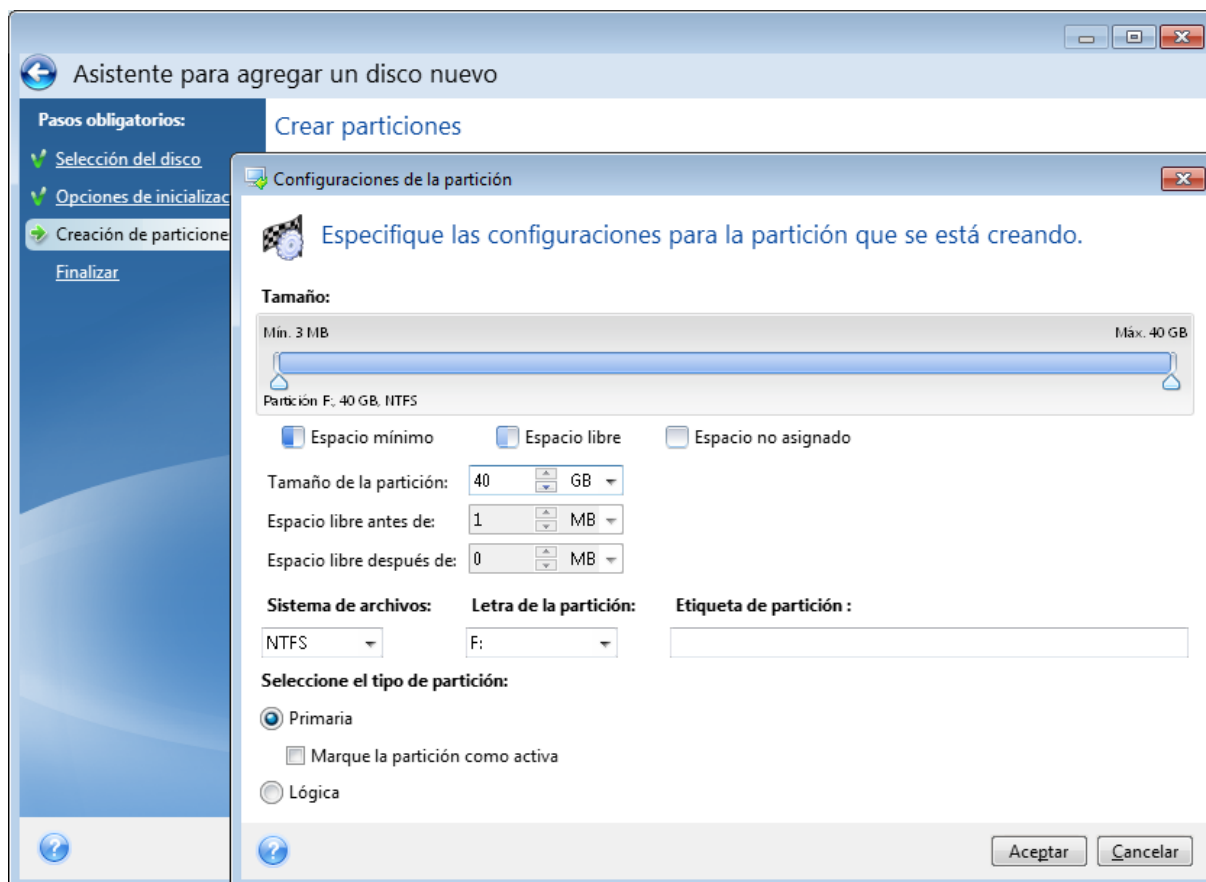 Asistente para agregar un disco nuevo
Pasos obligatorios:
Crear particiones
Selección del disco
Opciones de inicializac
Creación de particione
Finalizar
Configuraciones de la partición
Especifique las configuraciones para la partición que se está creando.
Tamaño:
Mín. 3 MB Máx. 40 GB
Partición F:, 40 GB, NTFS
Espacio mínimo Espacio libre Espacio no asignado
Tamaño de la partición: 40 GB
Espacio libre antes de: 1 MB
Espacio libre después de: 0 MB
Sistema de archivos: Letra de la partición: Etiqueta de partición :
NTFS F:
Seleccione el tipo de partición:
Primaria
Marque la partición como activa
Lógica
Aceptar Cancelar